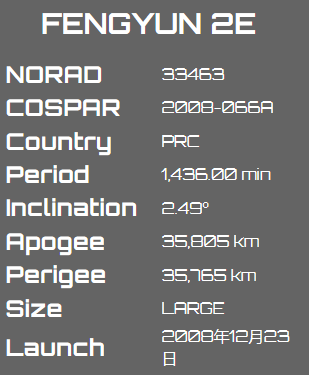 FENGYUN 2E
NORAD 33463
COSPAR 2008-066A
Country PRC
Period 1,436.00 min
Inclination 2.49°
Apogee 35,805 km
Perigee 35,765 km
Size LARGE
Launch 2008年12月23
日